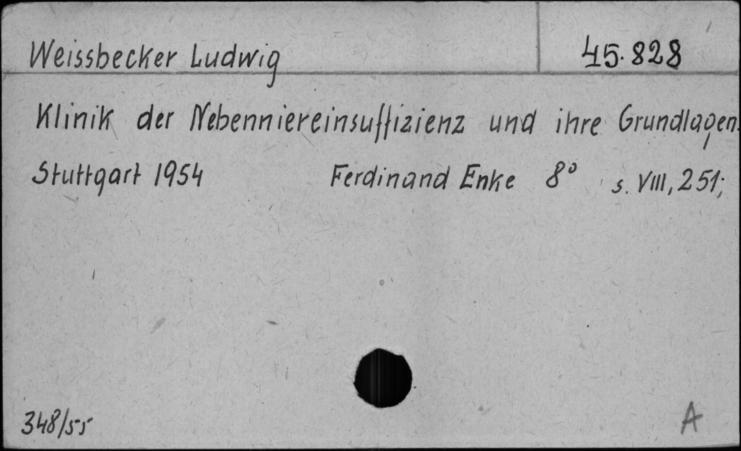 Weissbecker Ludwig 45.828
Klinik der Nebenniereinsuffizienz und ihre Grundlagen.
Stuttgart 1954 Ferdinand Enke 8° s. VIII, 251;
348/55 A